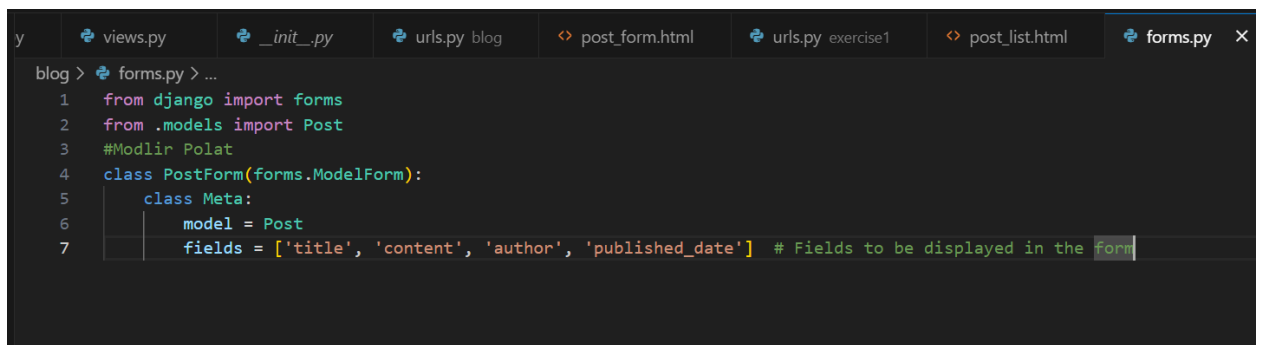 y views.py __init__.py urls.py blog <> post_form.html urls.py exercise1 <> post_list.html forms.py ×
blog > forms.py > ...
1 from django import forms
2 from .models import Post
3 #Modlir Polat
4 class PostForm(forms.ModelForm):
5     class Meta:
6         model = Post
7         fields = ['title', 'content', 'author', 'published_date']  # Fields to be displayed in the form